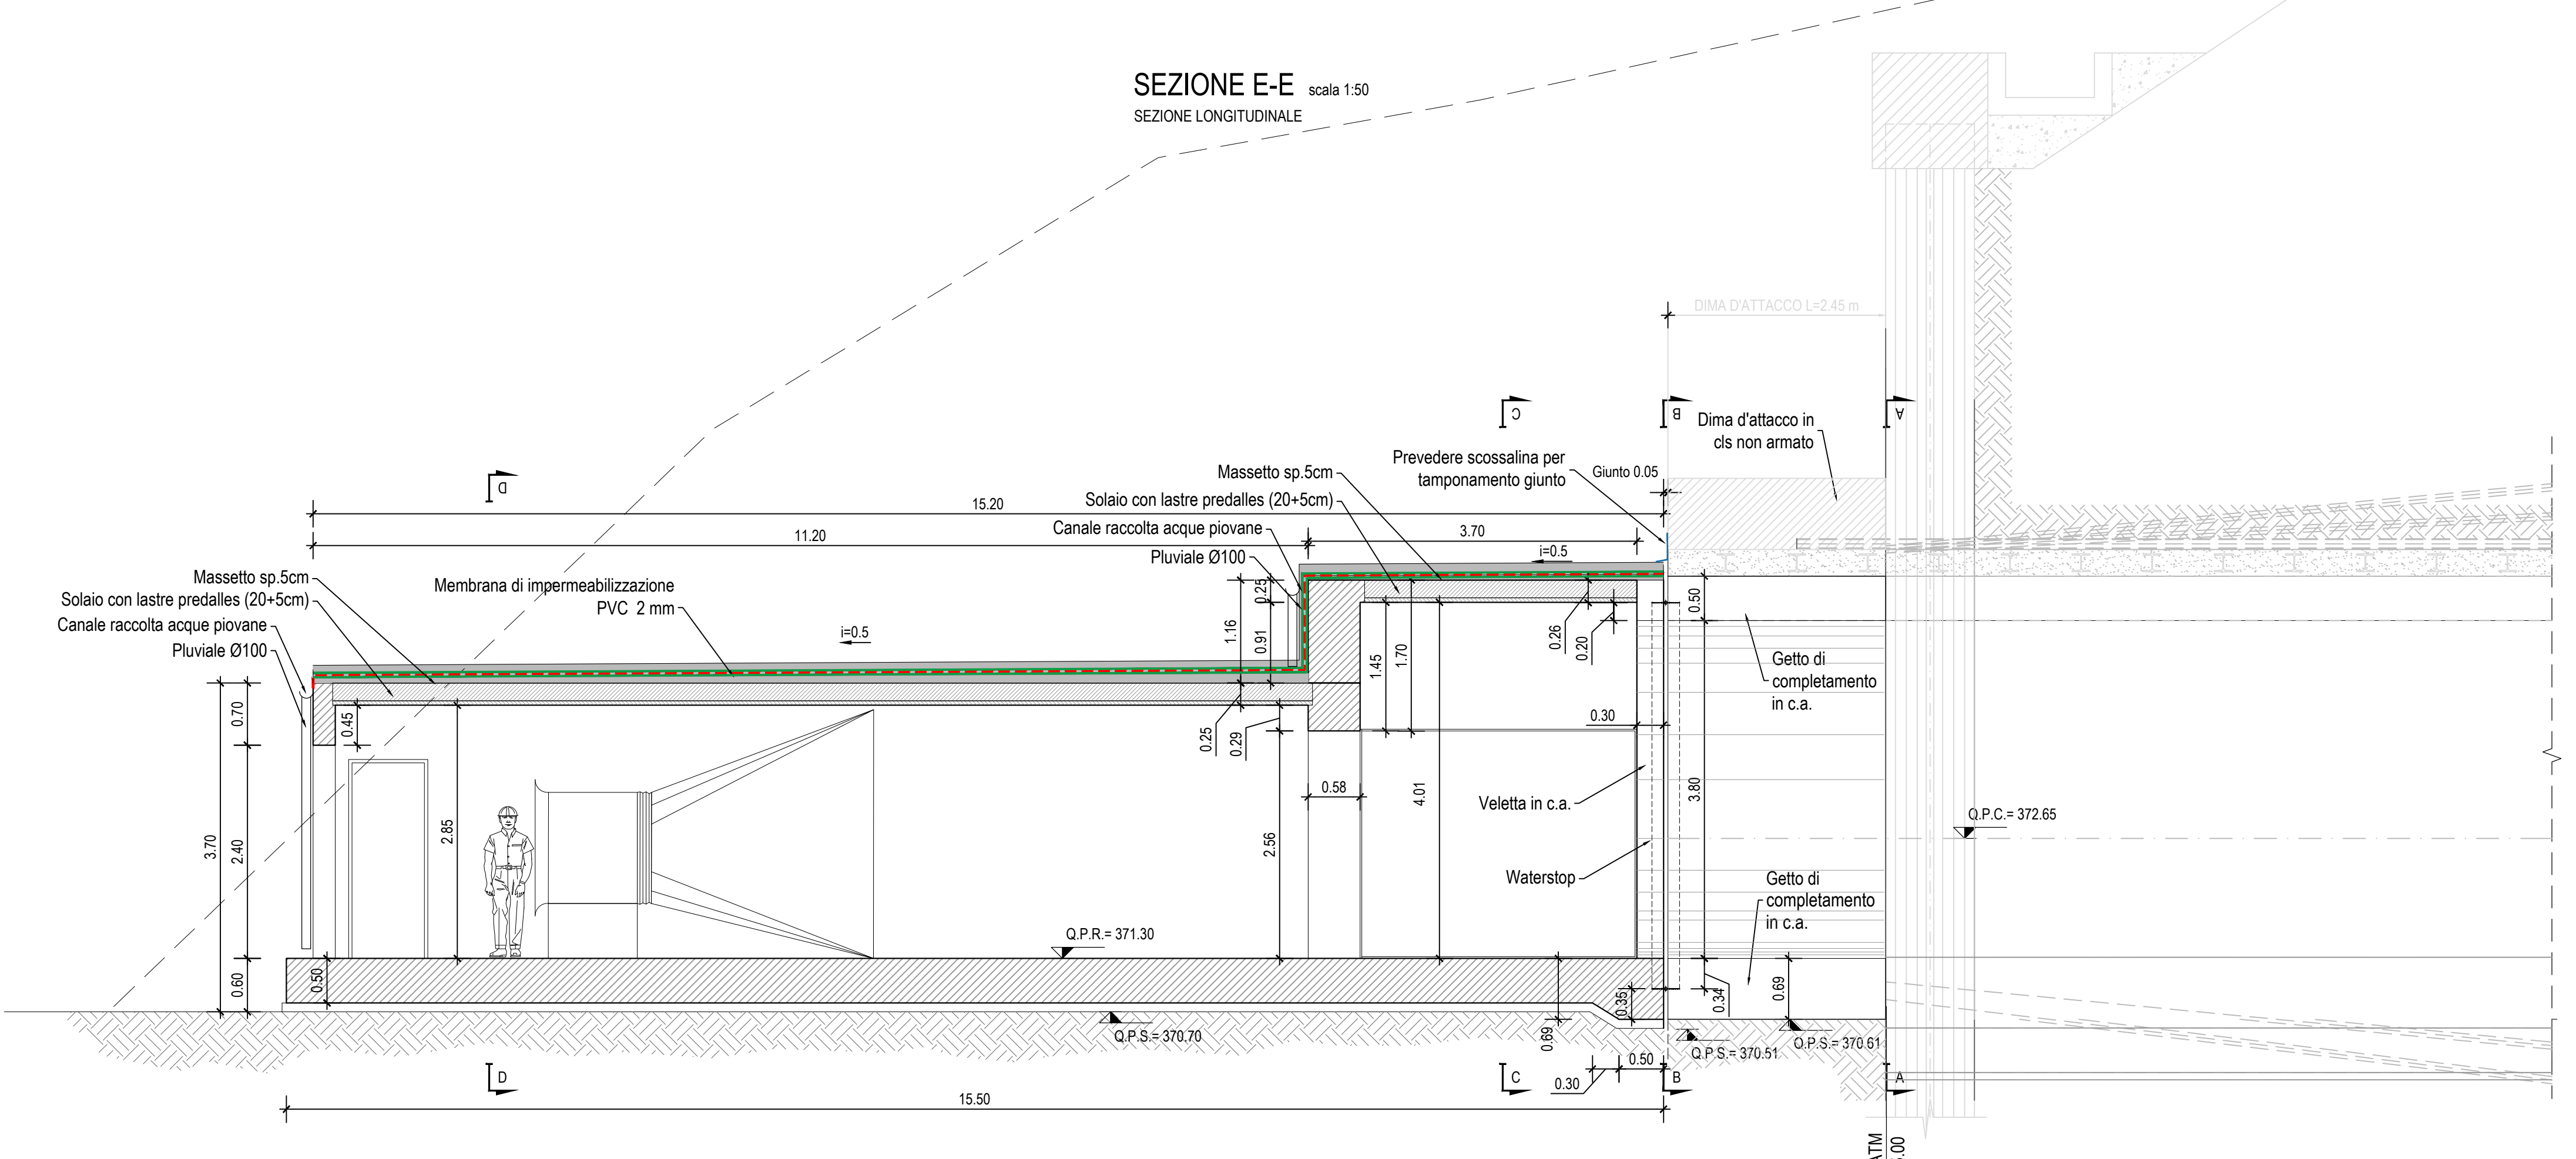 SEZIONE E-E scala 1:50
SEZIONE LONGITUDINALE
DIMA D'ATTACCO L=2.45 m
C
B
A
D
Dima d'attacco in
cls non armato
Prevedere scossalina per
tamponamento giunto
Giunto 0.05
Massetto sp.5cm
Solaio con lastre predalles (20+5cm)
Canale raccolta acque piovane
Pluviale Ø100
15.20
11.20
3.70
i=0.5
Massetto sp.5cm
Solaio con lastre predalles (20+5cm)
Canale raccolta acque piovane
Pluviale Ø100
Membrana di impermeabilizzazione
PVC 2 mm
i=0.5
0.25
1.16
0.91
0.26
0.20
0.50
1.45
1.70
Getto di
completamento
in c.a.
0.70
0.45
0.25
0.29
0.30
3.70
2.40
2.85
2.56
0.58
4.01
3.80
Veletta in c.a.
Waterstop
Q.P.C.= 372.65
Getto di
completamento
in c.a.
Q.P.R.= 371.30
0.60
0.50
0.35
0.34
0.69
0.69
Q.P.S.= 370.70
Q.P.S.= 370.51
Q.P.S.= 370.61
0.50
0.30
D
C
B
A
15.50
ATM
.00